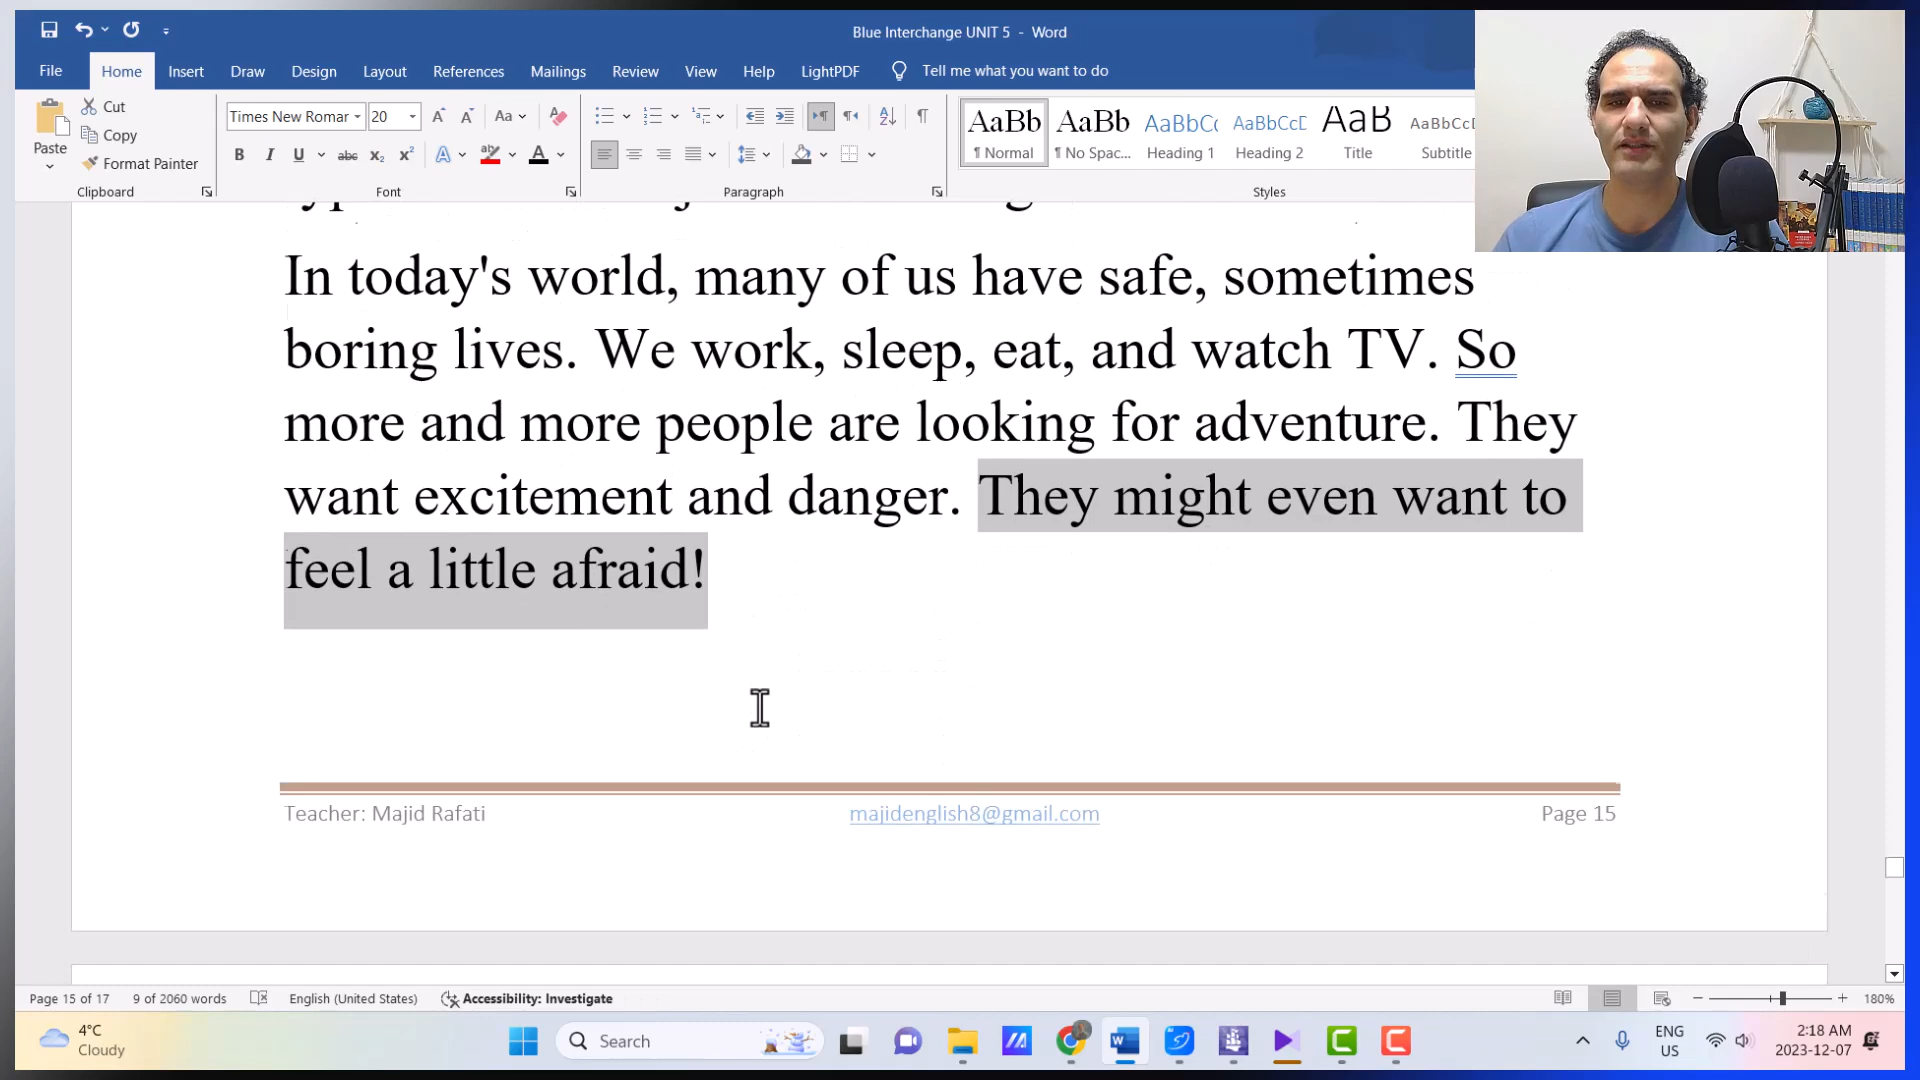 Blue Interchange UNIT 5 - Word
File Home Insert Draw Design Layout References Mailings Review View Help LightPDF Tell me what you want to do
Paste
Cut
Copy
Format Painter
Times New Romar 20
Aa
AaBb AaBb AaBbCc AaBbCcD AaB AaBbCcD
¶ Normal ¶ No Spac... Heading 1 Heading 2 Title Subtitle
Clipboard Font Paragraph Styles
In today's world, many of us have safe, sometimes
boring lives. We work, sleep, eat, and watch TV. So
more and more people are looking for adventure. They
want excitement and danger. They might even want to
feel a little afraid!
Teacher: Majid Rafati majidenglish8@gmail.com Page 15
Page 15 of 17 9 of 2060 words English (United States) Accessibility: Investigate 180%
4°C
Cloudy
Search
ENG
US
2:18 AM
2023-12-07